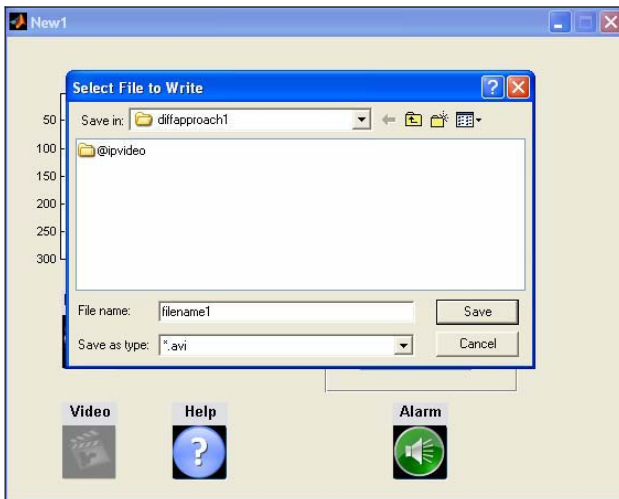 New1
Select File to Write
Save in: diffapproach1
@ipvideo
50
100
150
200
250
300
File name: filename1
Save
Save as type: *.avi
Cancel
Video
Help
Alarm